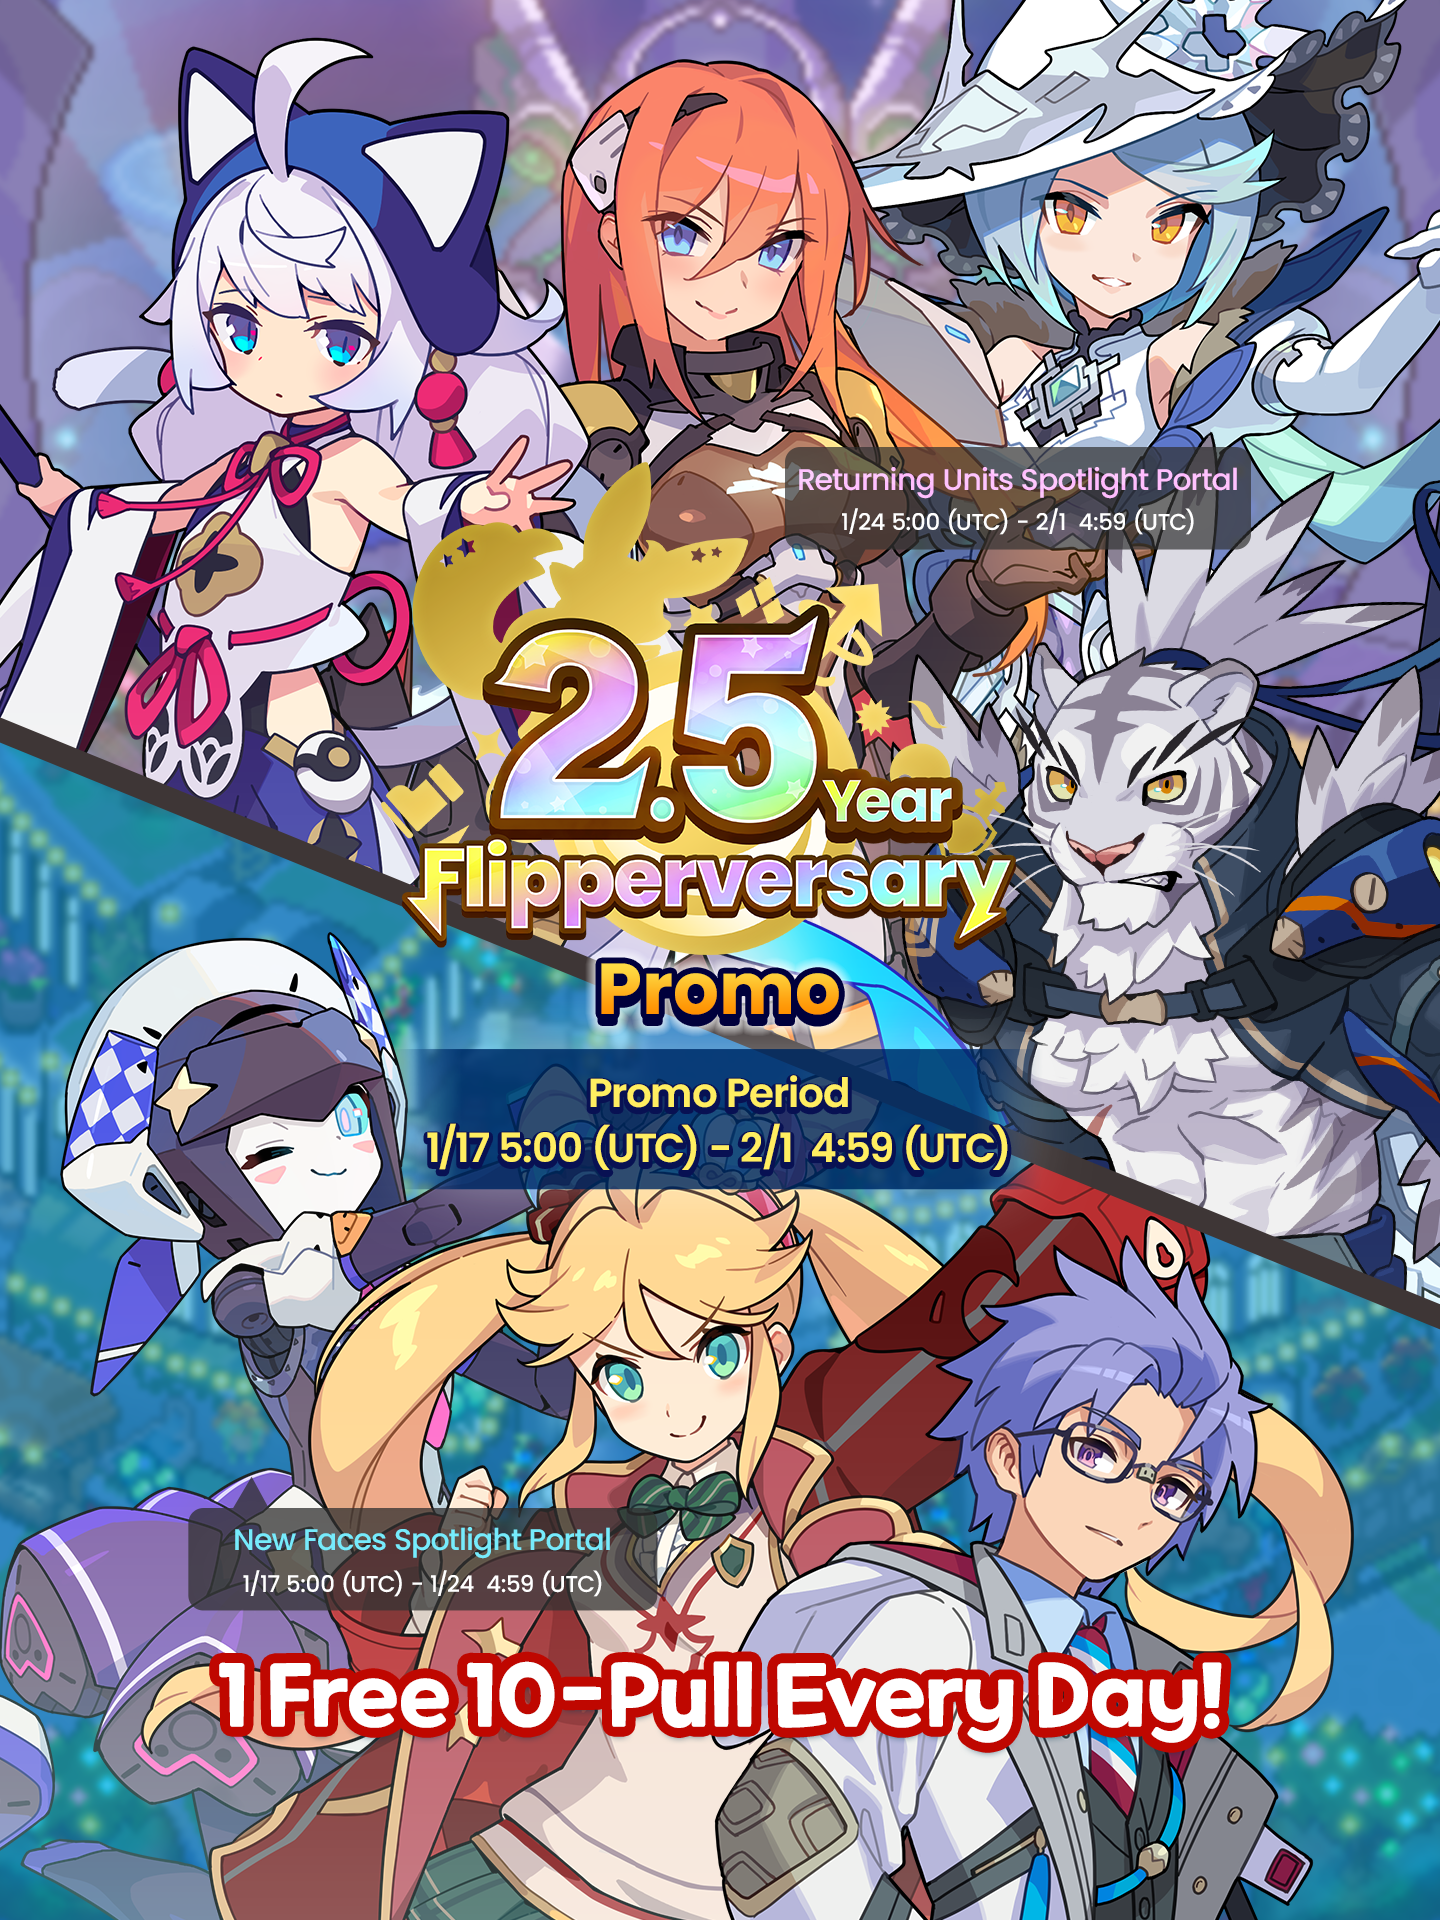 Returning Units Spotlight Portal
1/24 5:00 (UTC) - 2/1 4:59 (UTC)
2.5 Year
Flipperversary
Promo
Promo Period
1/17 5:00 (UTC) - 2/1 4:59 (UTC)
New Faces Spotlight Portal
1/17 5:00 (UTC) - 1/24 4:59 (UTC)
1 Free 10-Pull Every Day!